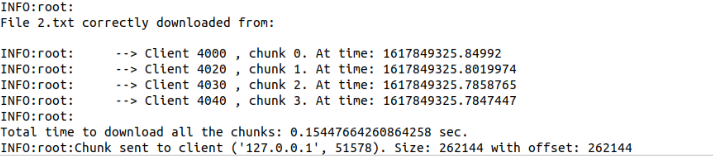 INFO:root:
File 2.txt correctly downloaded from:
INFO:root:      --> Client 4000 , chunk 0. At time: 1617849325.84992
INFO:root:      --> Client 4020 , chunk 1. At time: 1617849325.8019974
INFO:root:      --> Client 4030 , chunk 2. At time: 1617849325.7858765
INFO:root:      --> Client 4040 , chunk 3. At time: 1617849325.7847447
INFO:root:
Total time to download all the chunks: 0.15447664260864258 sec.
INFO:root:Chunk sent to client ('127.0.0.1', 51578). Size: 262144 with offset: 262144